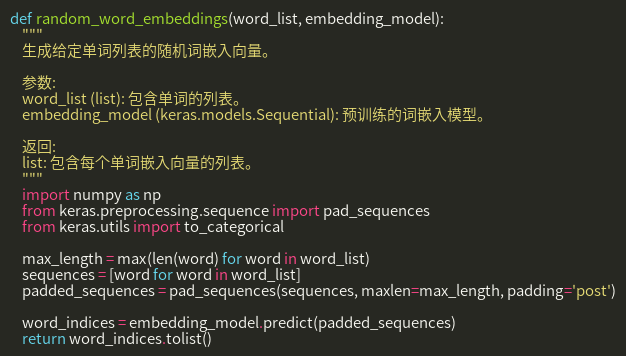 def random_word_embeddings(word_list, embedding_model):
"""
生成给定单词列表的随机词嵌入向量。
参数:
word_list (list): 包含单词的列表。
embedding_model (keras.models.Sequential): 预训练的词嵌入模型。
返回:
list: 包含每个单词嵌入向量的列表。
"""
import numpy as np
from keras.preprocessing.sequence import pad_sequences
from keras.utils import to_categorical
max_length = max(len(word) for word in word_list)
sequences = [word for word in word_list]
padded_sequences = pad_sequences(sequences, maxlen=max_length, padding='post')
word_indices = embedding_model.predict(padded_sequences)
return word_indices.tolist()